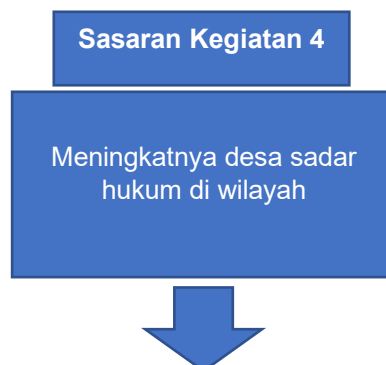 Sasaran Kegiatan 4
Meningkatnya desa sadar
hukum di wilayah